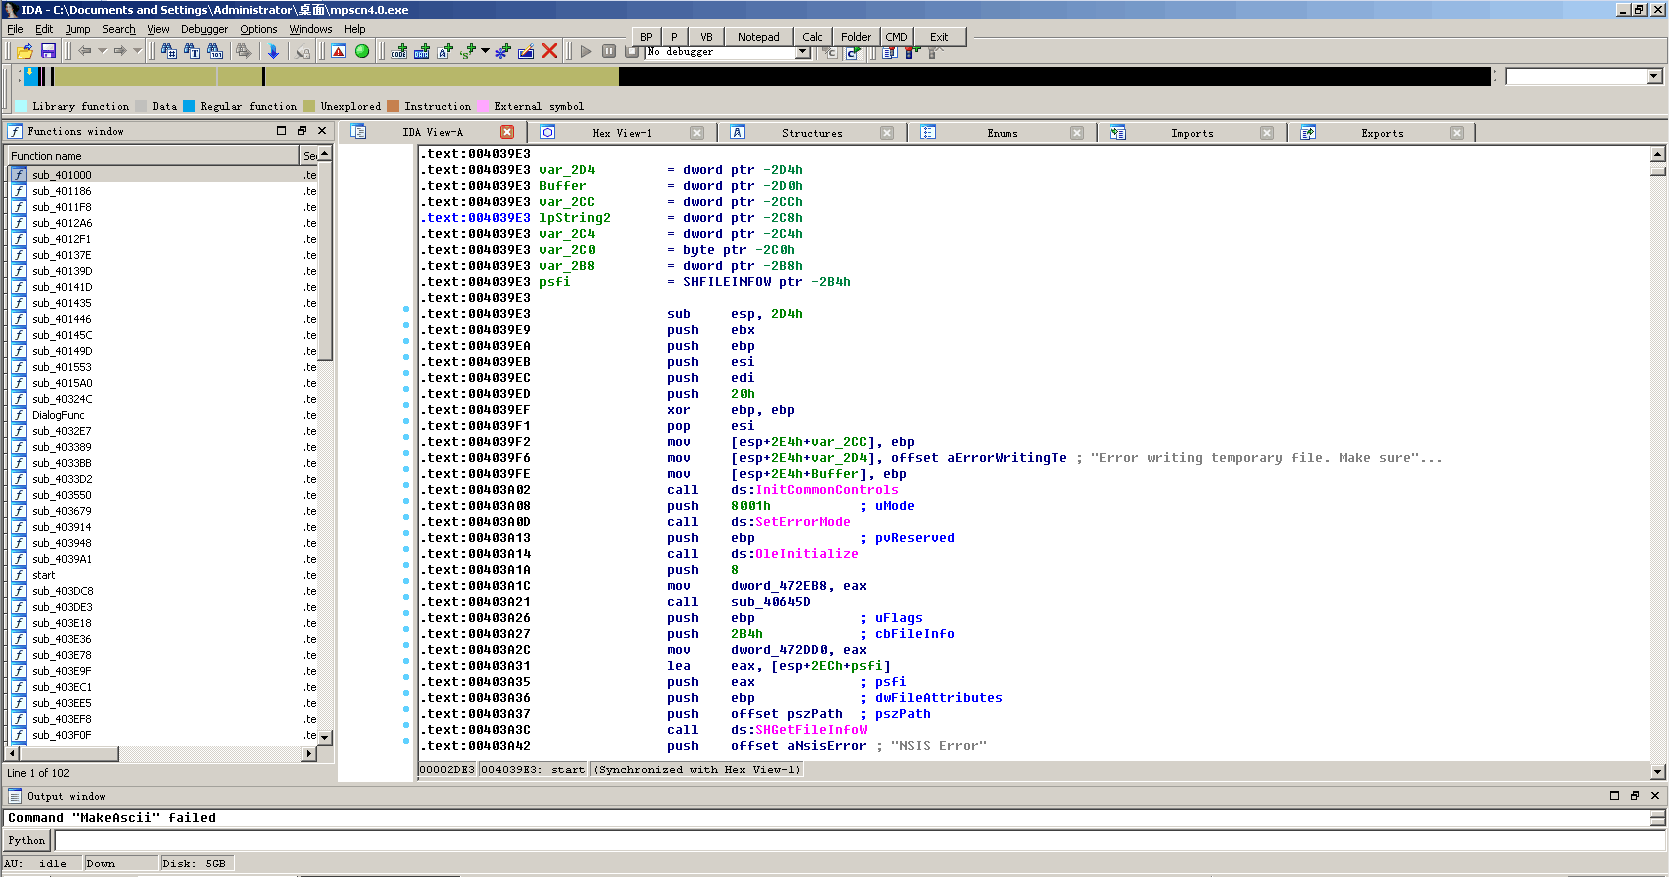 IDA - C:\Documents and Settings\Administrator\桌面\mpscn4.0.exe
File Edit Jump Search View Debugger Options Windows Help
BP P VB Notepad Calc Folder CMD Exit
No debugger
Library function Data Regular function Unexplored Instruction External symbol
Functions window
IDA View-A Hex View-1 Structures Enums Imports Exports
Function name Se
sub_401000 .te
sub_401186 .te
sub_4011F8 .te
sub_4012A6 .te
sub_4012F1 .te
sub_40137E .te
sub_40139D .te
sub_40141D .te
sub_401435 .te
sub_401446 .te
sub_40145C .te
sub_40149D .te
sub_401553 .te
sub_4015A0 .te
sub_40324C .te
DialogFunc .te
sub_4032E7 .te
sub_403389 .te
sub_4033BB .te
sub_4033D2 .te
sub_403550 .te
sub_403679 .te
sub_403914 .te
sub_403948 .te
sub_4039A1 .te
start .te
sub_403DC8 .te
sub_403DE3 .te
sub_403E18 .te
sub_403E36 .te
sub_403E78 .te
sub_403E9F .te
sub_403EC1 .te
sub_403EE5 .te
sub_403EF8 .te
sub_403F0F .te
Line 1 of 102
.text:004039E3
.text:004039E3 var_2D4 = dword ptr -2D4h
.text:004039E3 Buffer = dword ptr -2D0h
.text:004039E3 var_2CC = dword ptr -2CCh
.text:004039E3 lpString2 = dword ptr -2C8h
.text:004039E3 var_2C4 = dword ptr -2C4h
.text:004039E3 var_2C0 = byte ptr -2C0h
.text:004039E3 var_2B8 = dword ptr -2B8h
.text:004039E3 psfi = SHFILEINFOW ptr -2B4h
.text:004039E3
.text:004039E3 sub esp, 2D4h
.text:004039E9 push ebx
.text:004039EA push ebp
.text:004039EB push esi
.text:004039EC push edi
.text:004039ED push 20h
.text:004039EF xor ebp, ebp
.text:004039F1 pop esi
.text:004039F2 mov [esp+2E4h+var_2CC], ebp
.text:004039F6 mov [esp+2E4h+var_2D4], offset aErrorWritingTe ; "Error writing temporary file. Make sure"...
.text:004039FE mov [esp+2E4h+Buffer], ebp
.text:00403A02 call ds:InitCommonControls
.text:00403A08 push 8001h ; uMode
.text:00403A0D call ds:SetErrorMode
.text:00403A13 push ebp ; pvReserved
.text:00403A14 call ds:OleInitialize
.text:00403A1A push 8
.text:00403A1C mov dword_472EB8, eax
.text:00403A21 call sub_40645D
.text:00403A26 push ebp ; uFlags
.text:00403A27 push 2B4h ; cbFileInfo
.text:00403A2C mov dword_472DD0, eax
.text:00403A31 lea eax, [esp+2ECh+psfi]
.text:00403A35 push eax ; psfi
.text:00403A36 push ebp ; dwFileAttributes
.text:00403A37 push offset pszPath ; pszPath
.text:00403A3C call ds:SHGetFileInfoW
.text:00403A42 push offset aNsisError ; "NSIS Error"
00002DE3 004039E3: start (Synchronized with Hex View-1)
Output window
Command "MakeAscii" failed
Python
AU: idle Down Disk: 5GB